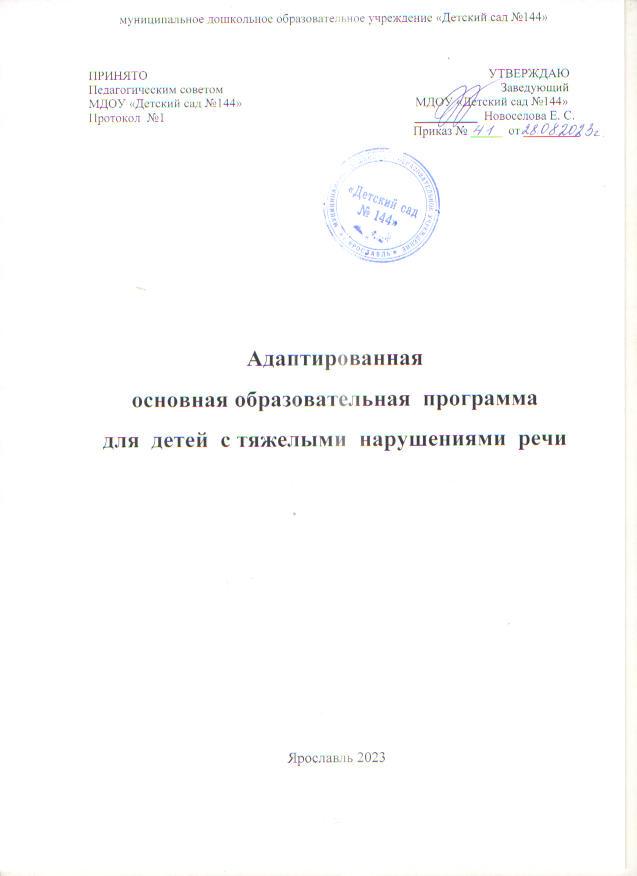 муниципальное дошкольное образовательное учреждение «Детский сад №144»
ПРИНЯТО
Педагогическим советом
МДОУ «Детский сад №144»
Протокол №1
УТВЕРЖДАЮ
Заведующий
МДОУ «Детский сад №144»
Новоселова Е. С.
Приказ № 41 от 28.08.2023г.
«Детский сад
№ 144»
ЯРОСЛАВЛЬ
Адаптированная
основная образовательная программа
для детей с тяжелыми нарушениями речи
Ярославль 2023